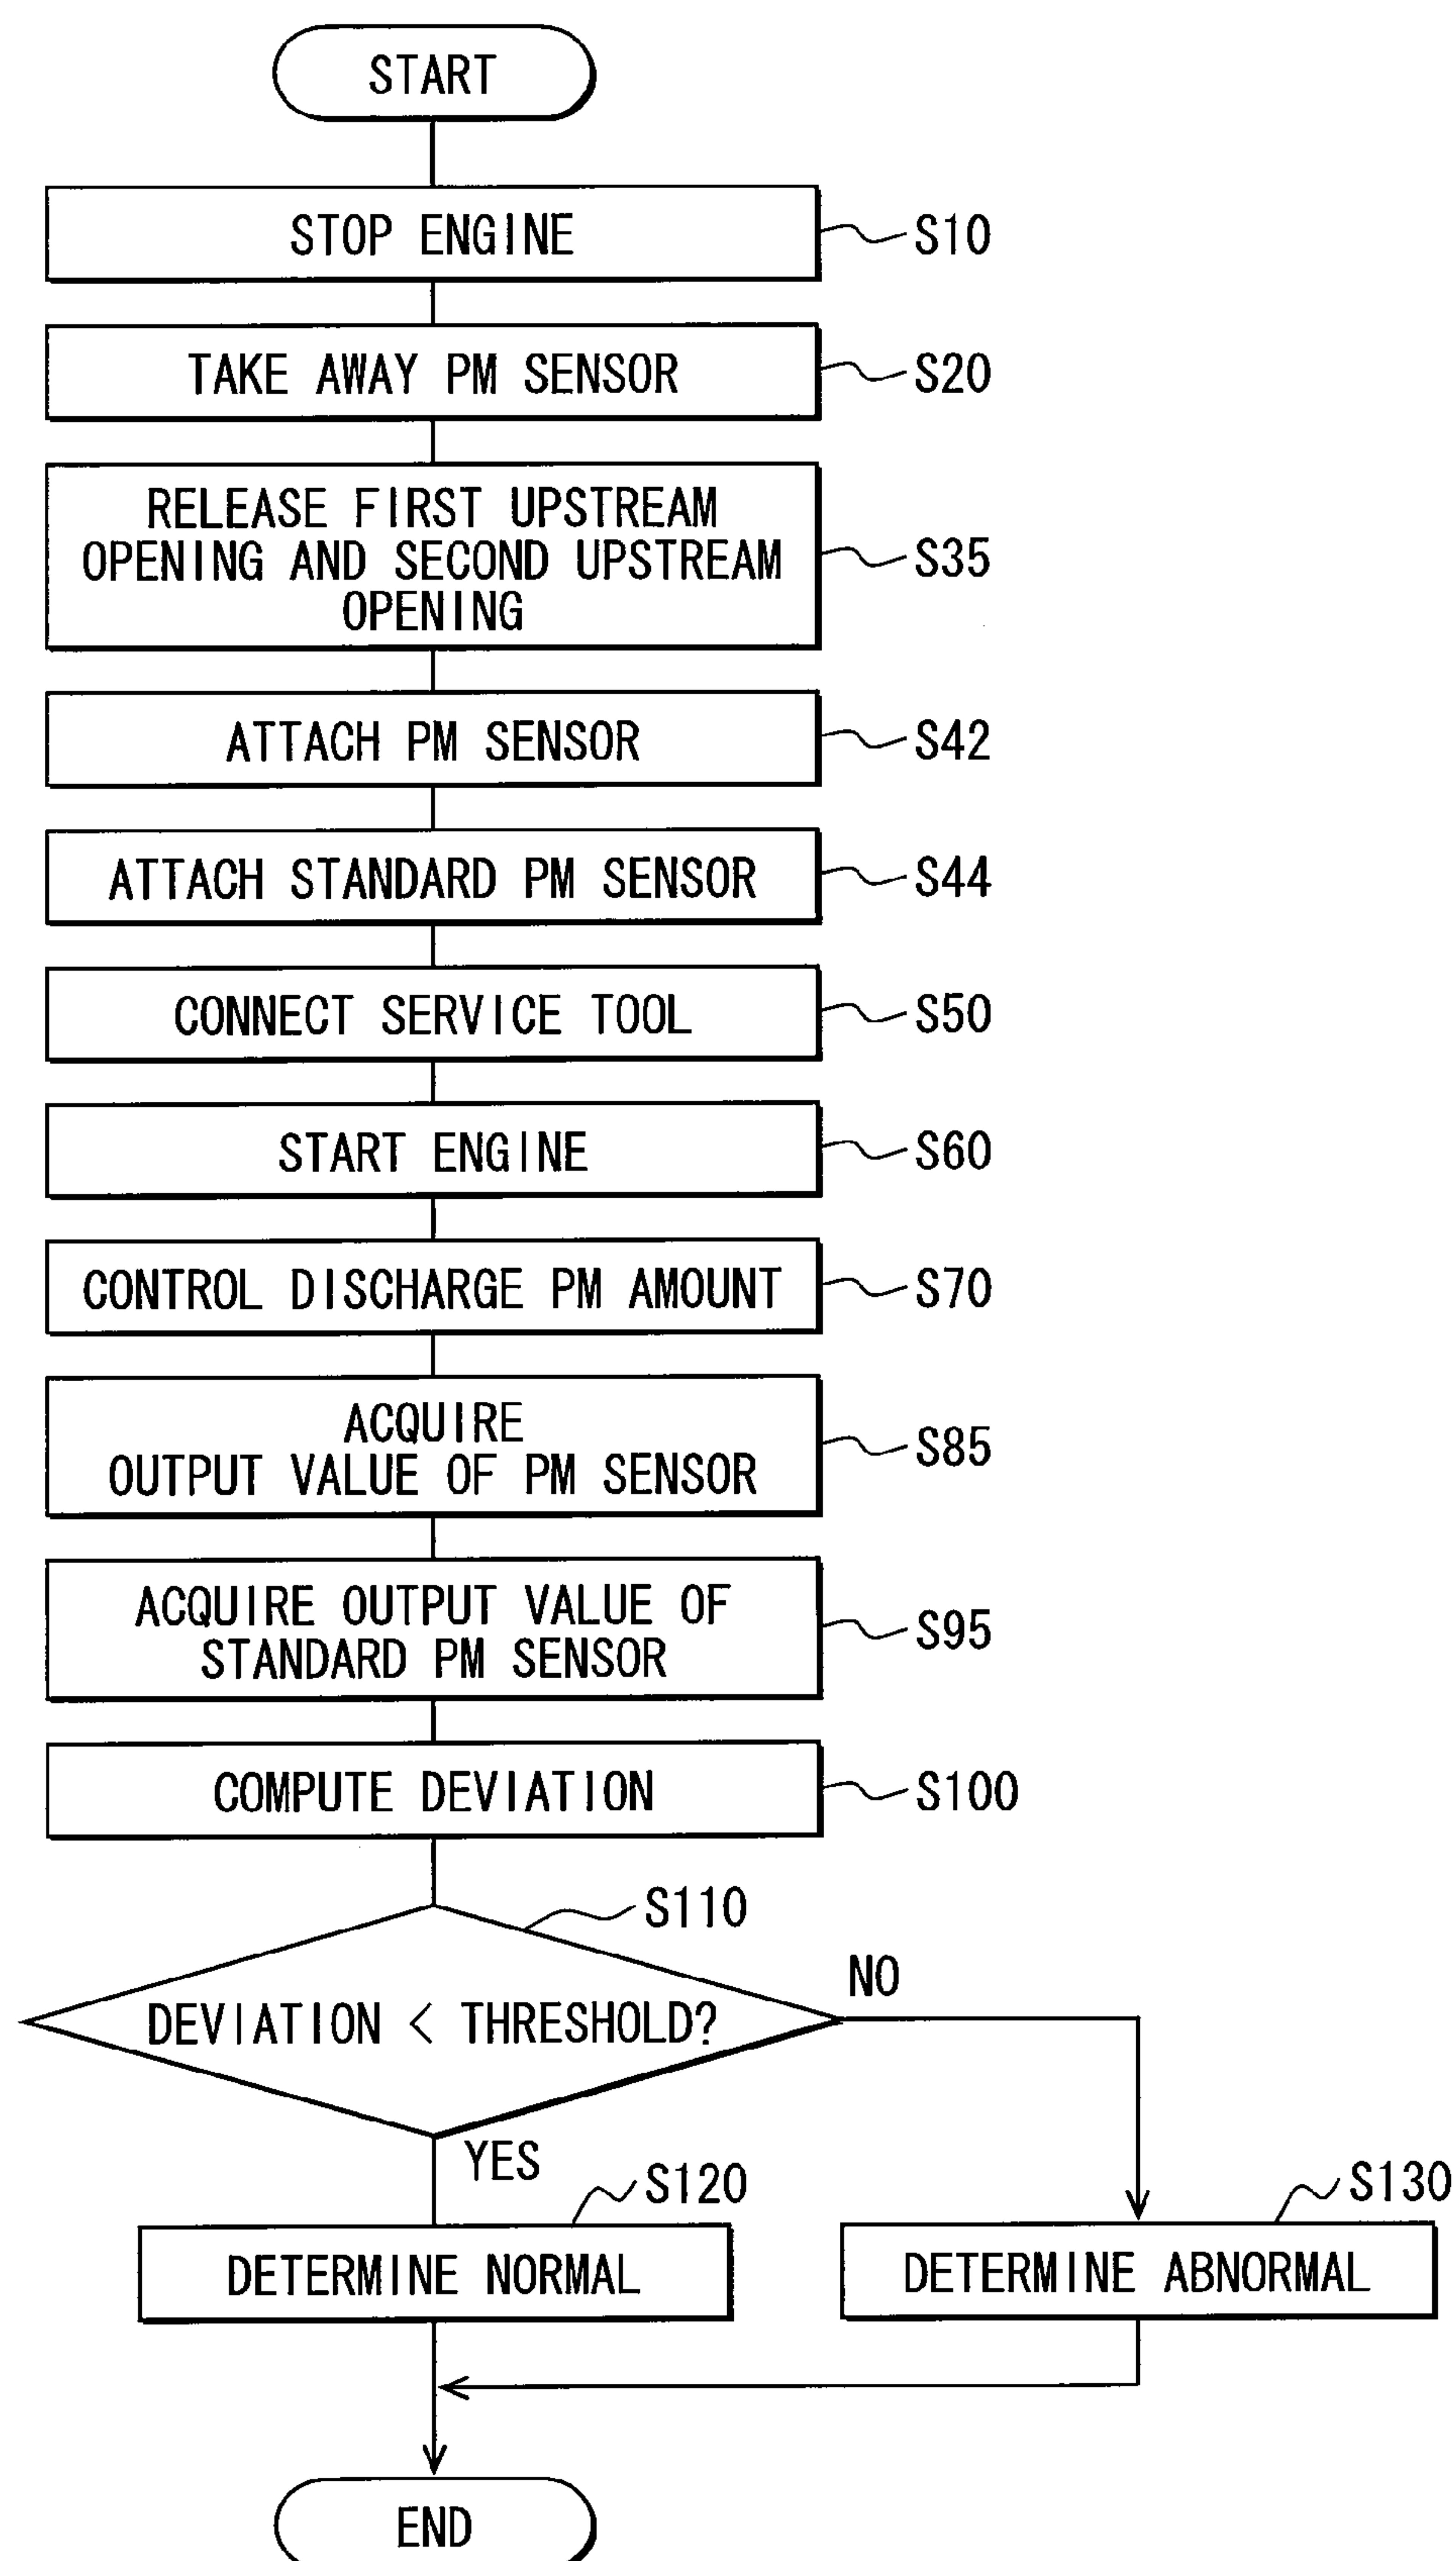 START
STOP ENGINE
S10
TAKE AWAY PM SENSOR
S20
RELEASE FIRST UPSTREAM
OPENING AND SECOND UPSTREAM
OPENING
S35
ATTACH PM SENSOR
S42
ATTACH STANDARD PM SENSOR
S44
CONNECT SERVICE TOOL
S50
START ENGINE
S60
CONTROL DISCHARGE PM AMOUNT
S70
ACQUIRE
OUTPUT VALUE OF PM SENSOR
S85
ACQUIRE OUTPUT VALUE OF
STANDARD PM SENSOR
S95
COMPUTE DEVIATION
S100
S110
DEVIATION < THRESHOLD?
NO
YES
S120
DETERMINE NORMAL
S130
DETERMINE ABNORMAL
END